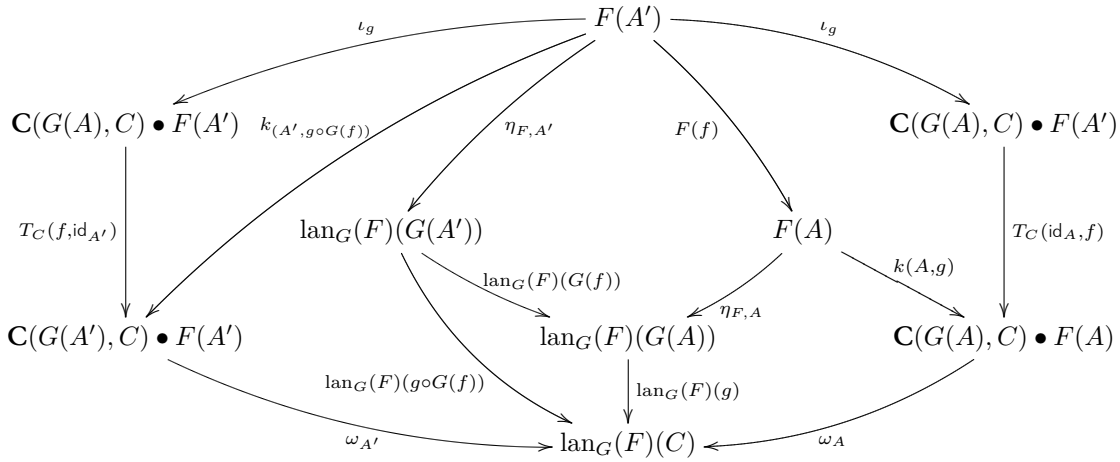 F(A′)
ι_g
ι_g
C(G(A), C) • F(A′)
k_{(A′,g∘G(f))}
η_{F,A′}
F(f)
C(G(A), C) • F(A′)
T_C(f,id_{A′})
lan_G(F)(G(A′))
F(A)
T_C(id_A,f)
lan_G(F)(G(f))
k(A,g)
η_{F,A}
C(G(A′), C) • F(A′)
lan_G(F)(G(A))
C(G(A), C) • F(A)
lan_G(F)(g∘G(f))
lan_G(F)(g)
ω_{A′}
lan_G(F)(C)
ω_A